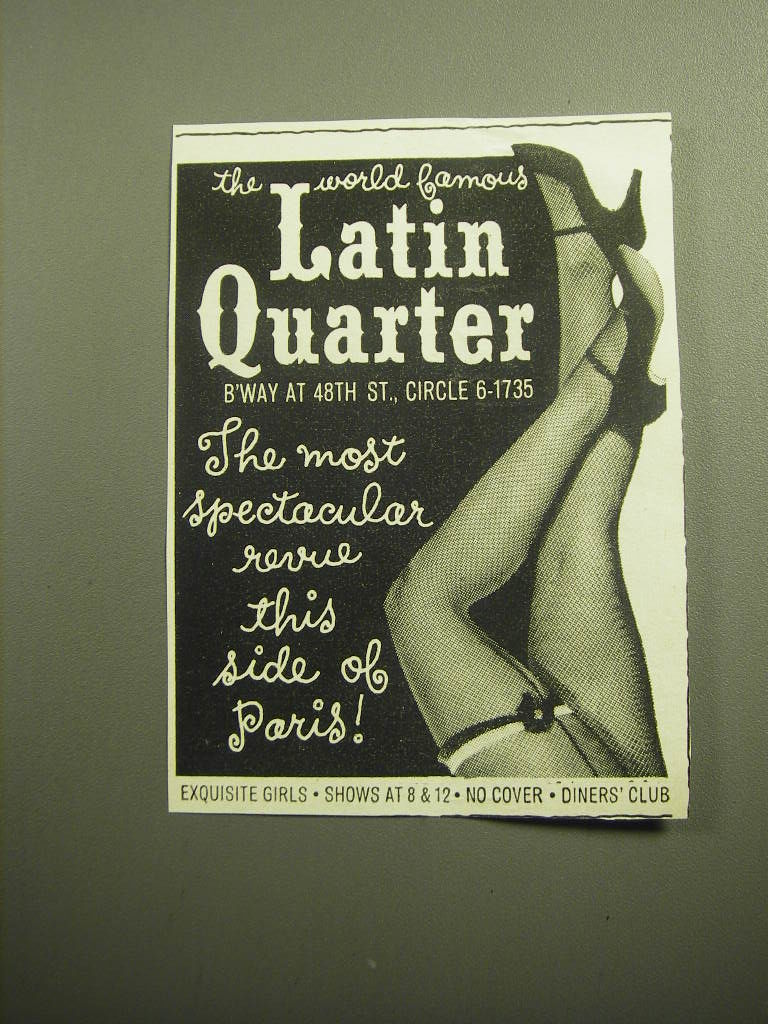 the world famous
Latin
Quarter
B'WAY AT 48TH ST., CIRCLE 6-1735
The most
spectacular
revue
this
side of
Paris!
EXQUISITE GIRLS • SHOWS AT 8 & 12 • NO COVER • DINERS' CLUB